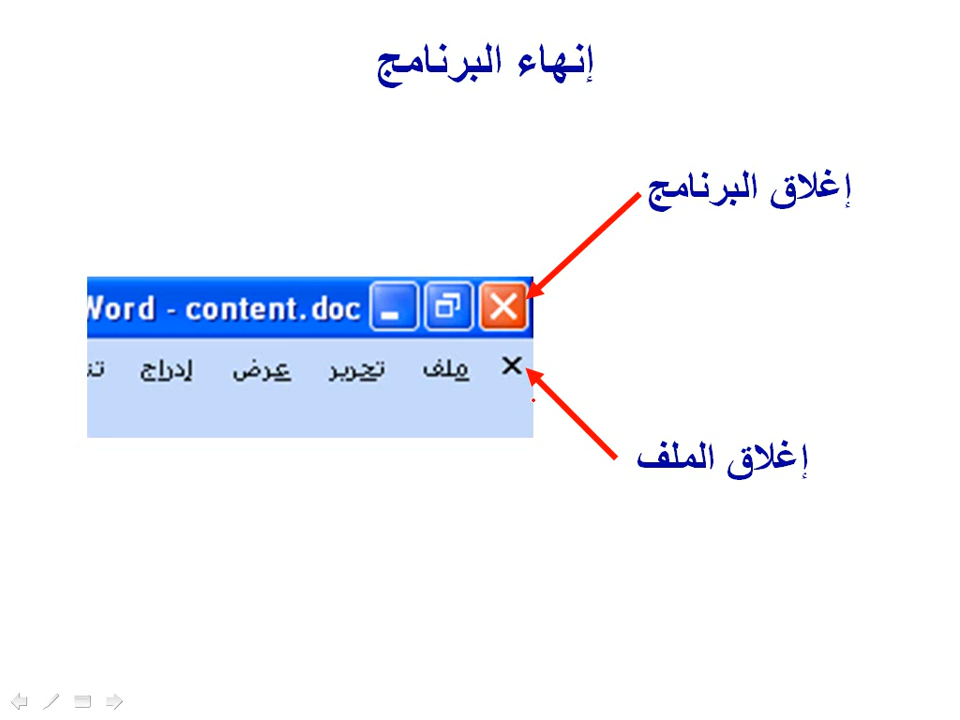 إنهاء البرنامج
إغلاق البرنامج
Word - content.doc
ملف تحرير عرض إدراج
إغلاق الملف